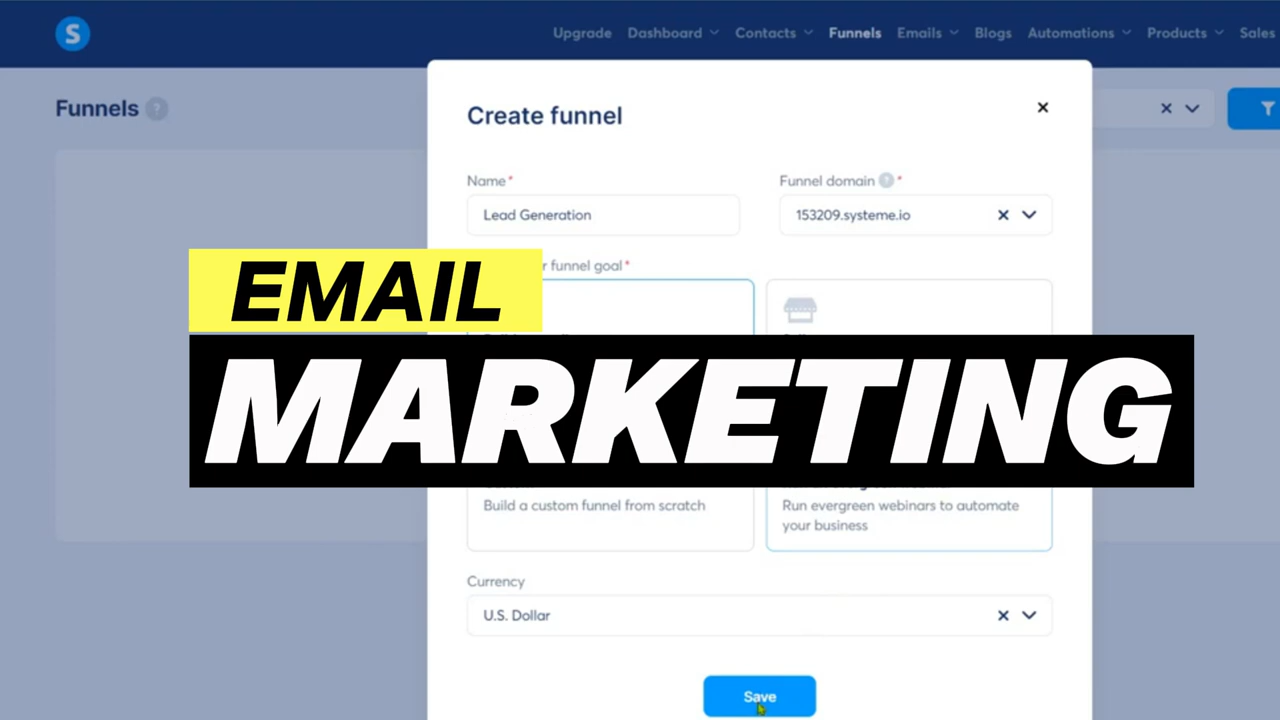 S
Upgrade Dashboard Contacts Funnels Emails Blogs Automations Products Sales
Funnels ?
Create funnel
Name* Funnel domain ? *
Lead Generation 153209.systeme.io
r funnel goal*
EMAIL
MARKETING
Build a custom funnel from scratch
Run evergreen webinars to automate
your business
Currency
U.S. Dollar
Save